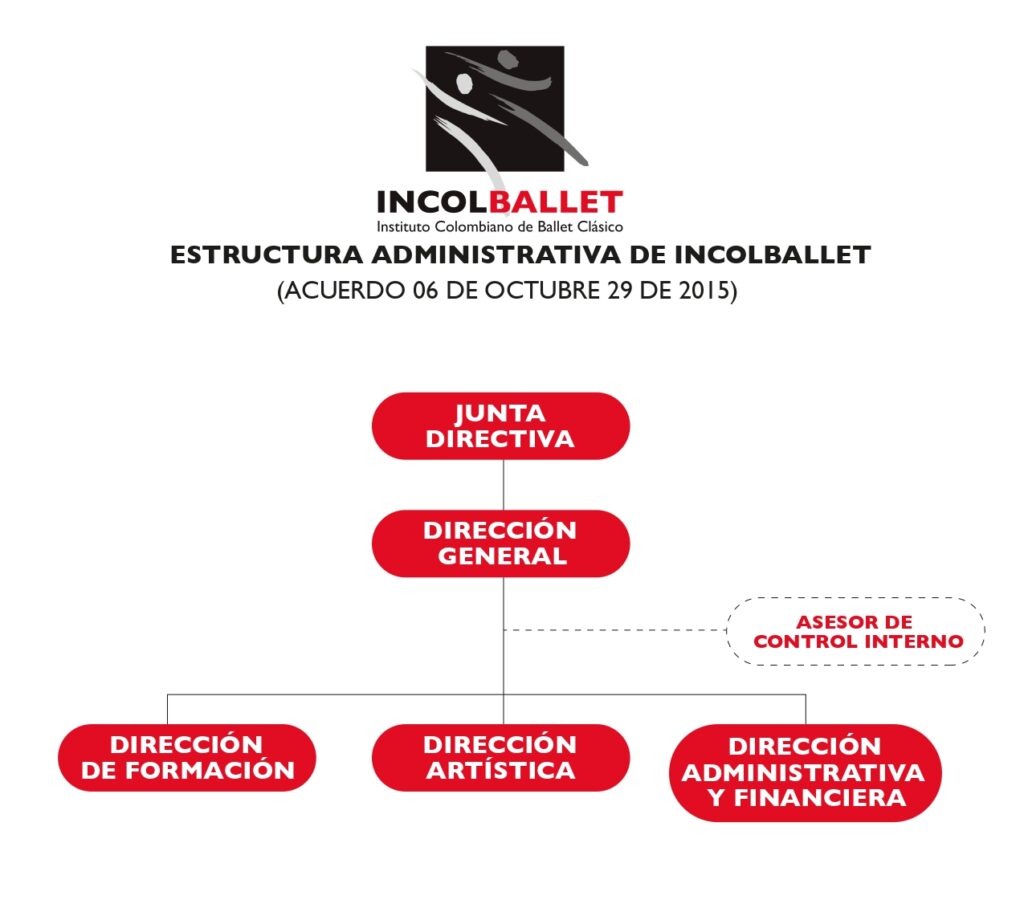 INCOLBALLET
Instituto Colombiano de Ballet Clásico
ESTRUCTURA ADMINISTRATIVA DE INCOLBALLET
(ACUERDO 06 DE OCTUBRE 29 DE 2015)
JUNTA
DIRECTIVA
DIRECCIÓN
GENERAL
ASESOR DE
CONTROL INTERNO
DIRECCIÓN
DE FORMACIÓN
DIRECCIÓN
ARTÍSTICA
DIRECCIÓN
ADMINISTRATIVA
Y FINANCIERA